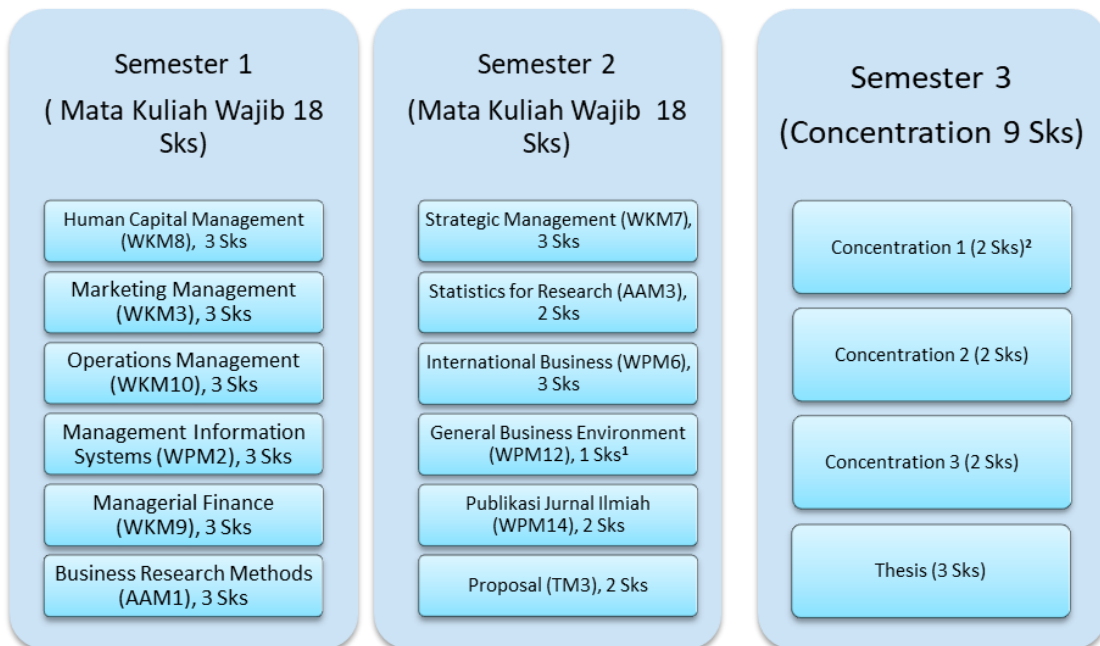 Semester 1
( Mata Kuliah Wajib 18
Sks)
Human Capital Management
(WKM8), 3 Sks
Marketing Management
(WKM3), 3 Sks
Operations Management
(WKM10), 3 Sks
Management Information
Systems (WPM2), 3 Sks
Managerial Finance
(WKM9), 3 Sks
Business Research Methods
(AAM1), 3 Sks
Semester 2
(Mata Kuliah Wajib 18
Sks)
Strategic Management (WKM7),
3 Sks
Statistics for Research (AAM3),
2 Sks
International Business (WPM6),
3 Sks
General Business Environment
(WPM12), 1 Sks¹
Publikasi Jurnal Ilmiah
(WPM14), 2 Sks
Proposal (TM3), 2 Sks
Semester 3
(Concentration 9 Sks)
Concentration 1 (2 Sks)²
Concentration 2 (2 Sks)
Concentration 3 (2 Sks)
Thesis (3 Sks)